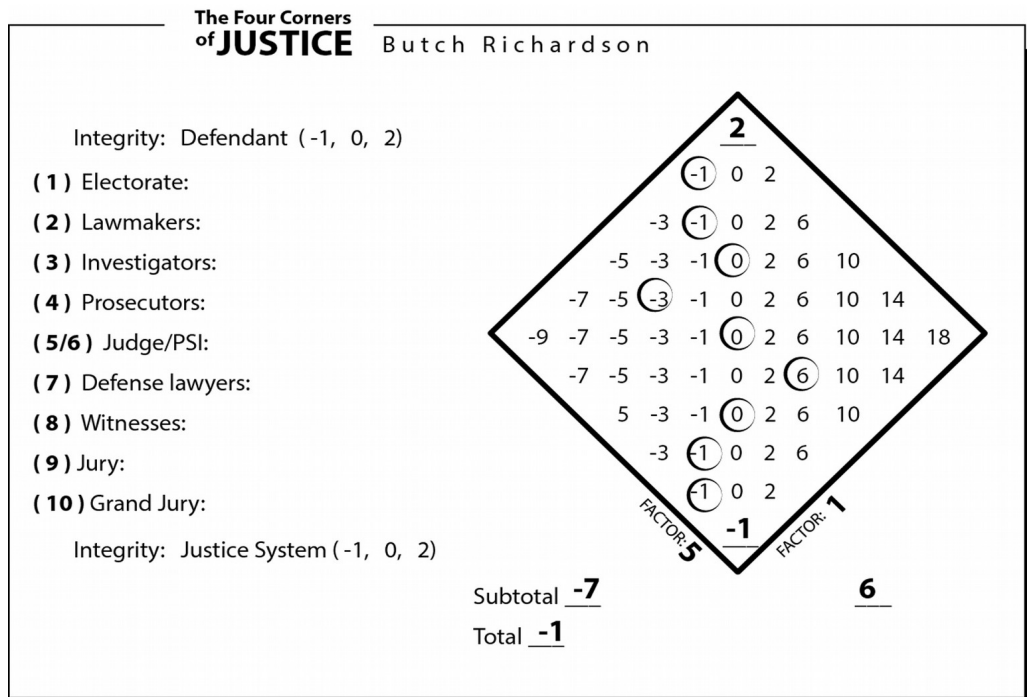 The Four Corners
of JUSTICE Butch Richardson
2
Integrity: Defendant (-1, 0, 2)
(1) Electorate: -1 0 2
(2) Lawmakers: -3 -1 0 2 6
(3) Investigators: -5 -3 -1 0 2 6 10
(4) Prosecutors: -7 -5 -3 -1 0 2 6 10 14
(5/6) Judge/PSI: -9 -7 -5 -3 -1 0 2 6 10 14 18
(7) Defense lawyers: -7 -5 -3 -1 0 2 6 10 14
(8) Witnesses: 5 -3 -1 0 2 6 10
(9) Jury: -3 -1 0 2 6
(10) Grand Jury: -1 0 2
FACTOR: 5 -1 FACTOR: 1
Integrity: Justice System (-1, 0, 2)
Subtotal -7 6
Total -1